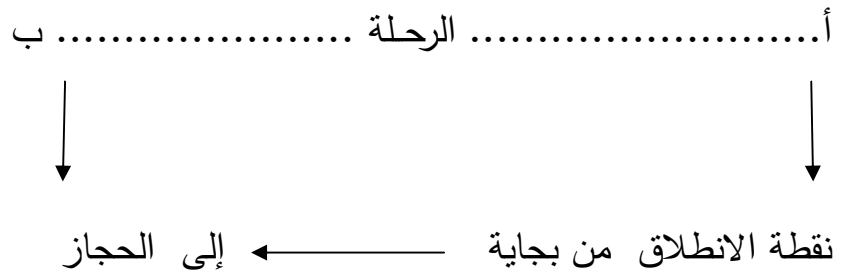 أ.......................... الرحلة ...................... ب
نقطة الانطلاق من بجاية إلى الحجاز